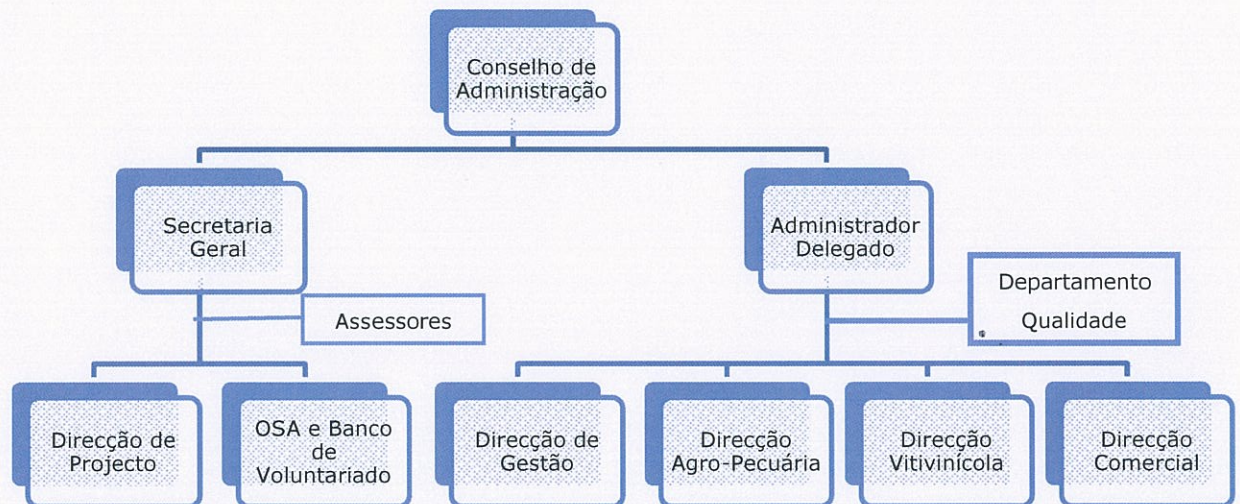 Conselho de
Administração
Secretaria
Geral
Administrador
Delegado
Assessores
Departamento
Qualidade
Direcção de
Projecto
OSA e Banco
de
Voluntariado
Direcção de
Gestão
Direcção
Agro-Pecuária
Direcção
Vitivinícola
Direcção
Comercial